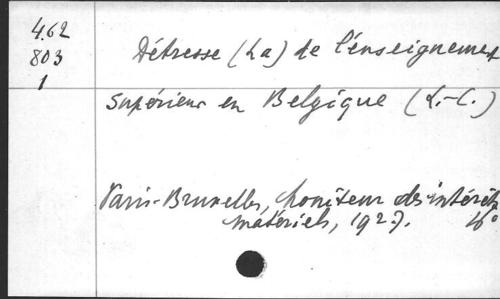 462
803
1
Détresse (La) de l'enseignement
supérieur en Belgique (L.-C.)
Paris-Bruxelles, Moniteur des intérêts
matériels, 1927. 4°